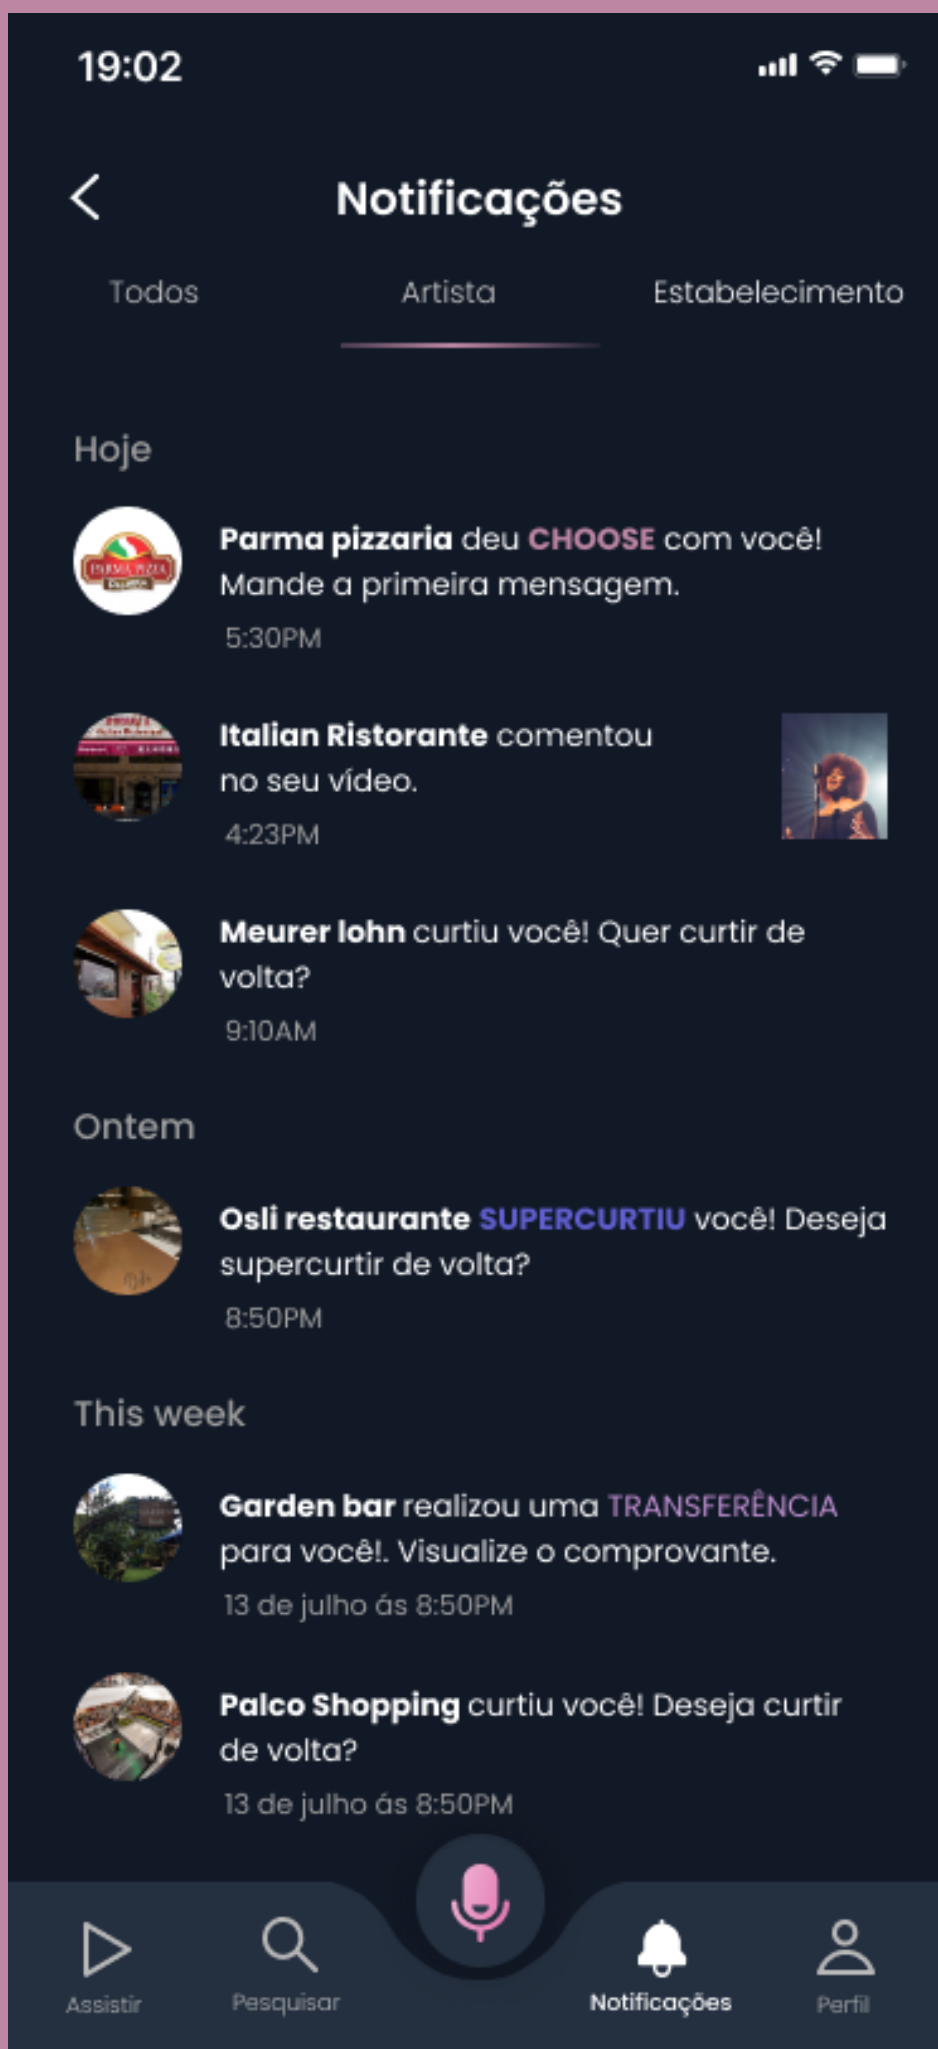 19:02
Notificações
Todos
Artista
Estabelecimento
Hoje
PARMA PIZZA
Parma pizzaria deu CHOOSE com você!
Mande a primeira mensagem.
5:30PM
Italian Ristorante comentou
no seu vídeo.
4:23PM
Meurer lohn curtiu você! Quer curtir de
volta?
9:10AM
Ontem
Osli restaurante SUPERCURTIU você! Deseja
supercurtir de volta?
8:50PM
This week
Garden bar realizou uma TRANSFERÊNCIA
para você!. Visualize o comprovante.
13 de julho ás 8:50PM
Palco Shopping curtiu você! Deseja curtir
de volta?
13 de julho ás 8:50PM
Assistir
Pesquisar
Notificações
Perfil